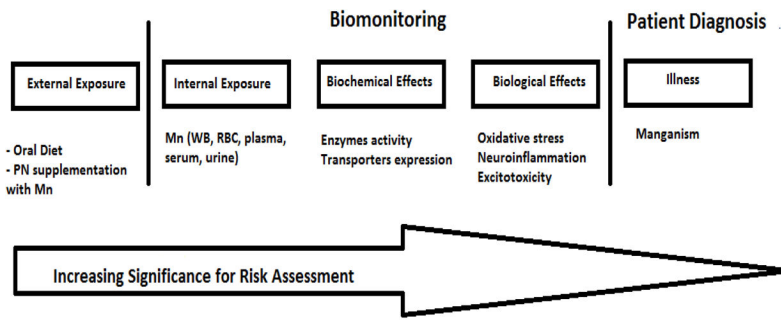 Biomonitoring
Patient Diagnosis
External Exposure
Internal Exposure
Biochemical Effects
Biological Effects
Illness
- Oral Diet
- PN supplementation
with Mn
Mn (WB, RBC, plasma,
serum, urine)
Enzymes activity
Transporters expression
Oxidative stress
Neuroinflammation
Excitotoxicity
Manganism
Increasing Significance for Risk Assessment